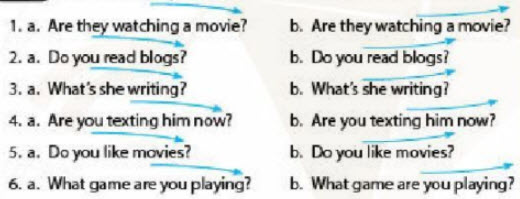 1. a. Are they watching a movie? b. Are they watching a movie?
2. a. Do you read blogs? b. Do you read blogs?
3. a. What's she writing? b. What's she writing?
4. a. Are you texting him now? b. Are you texting him now?
5. a. Do you like movies? b. Do you like movies?
6. a. What game are you playing? b. What game are you playing?